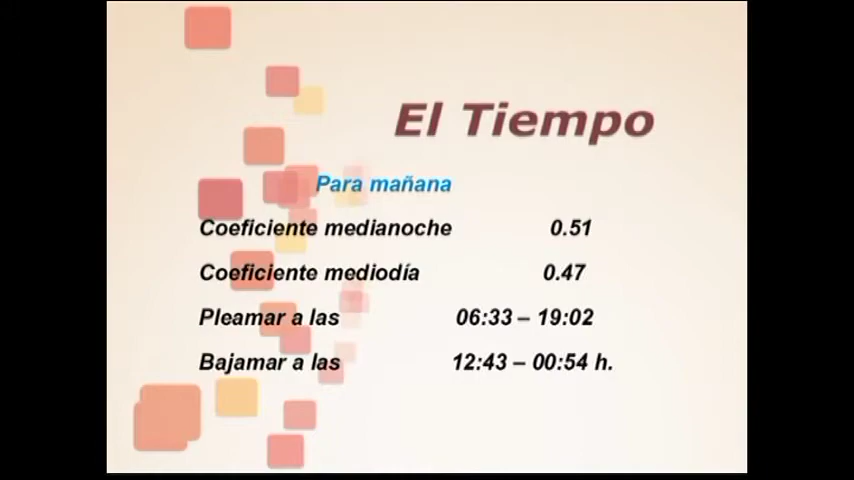 El Tiempo
Para mañana
Coeficiente medianoche 0.51
Coeficiente mediodía 0.47
Pleamar a las 06:33 – 19:02
Bajamar a las 12:43 – 00:54 h.